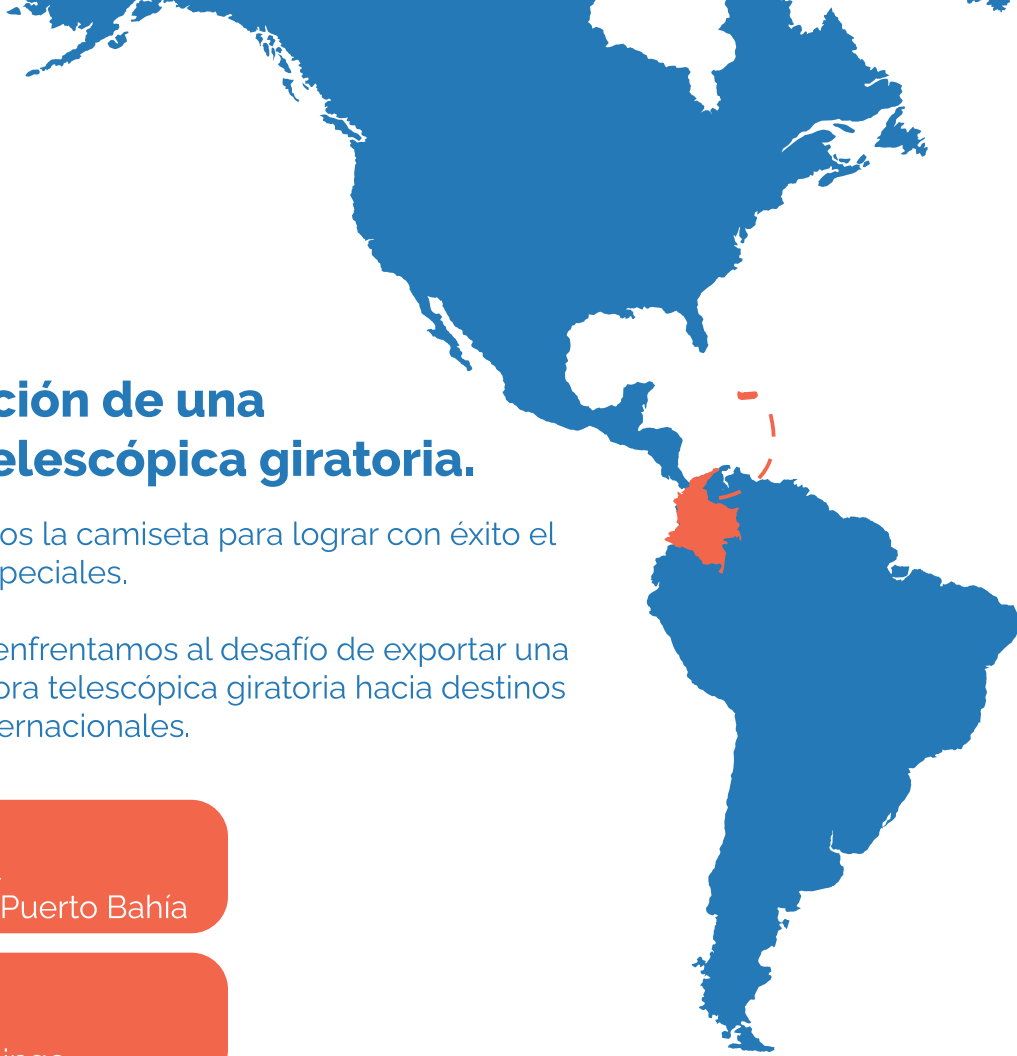 ción de una
elescópica giratoria.
os la camiseta para lograr con éxito el
peciales.
enfrentamos al desafío de exportar una
ora telescópica giratoria hacia destinos
ernacionales.
Puerto Bahía